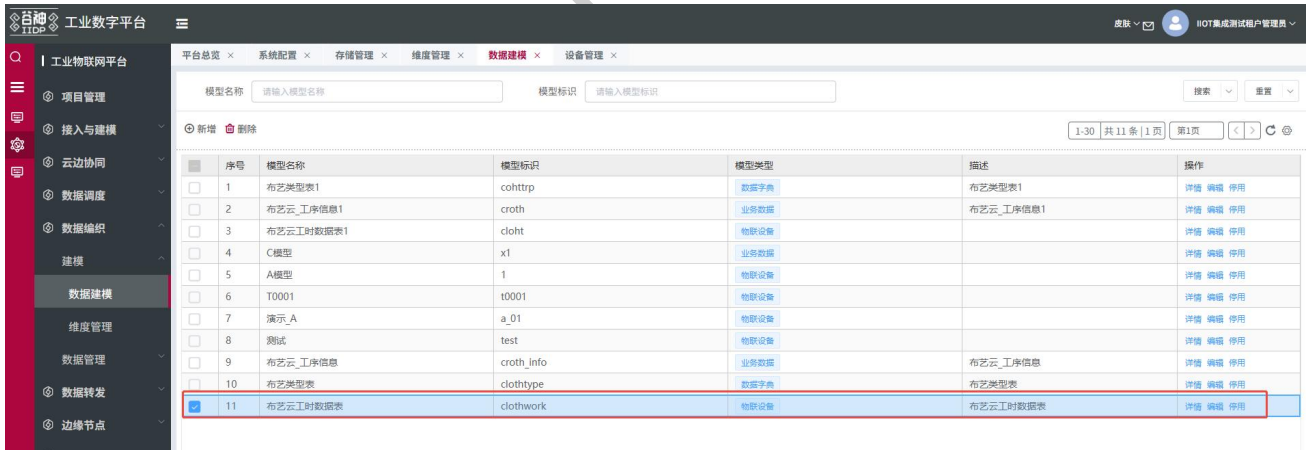 谷神 IIDP 工业数字平台
皮肤 IIOT集成测试租户管理员
工业物联网平台
项目管理
接入与建模
云边协同
数据调度
数据编织
建模
数据建模
维度管理
数据管理
数据转发
边缘节点
平台总览 × 系统配置 × 存储管理 × 维度管理 × 数据建模 × 设备管理 ×
模型名称 请输入模型名称 模型标识 请输入模型标识 搜索 重置
新增 删除 1-30 共11条 1页 第1页
序号 模型名称 模型标识 模型类型 描述 操作
1 布艺类型表1 cohttrp 数据字典 布艺类型表1 详情 编辑 停用
2 布艺云_工序信息1 croth 业务数据 布艺云_工序信息1 详情 编辑 停用
3 布艺云工时数据表1 cloht 物联设备 详情 编辑 停用
4 C模型 x1 业务数据 详情 编辑 停用
5 A模型 1 物联设备 详情 编辑 停用
6 T0001 t0001 物联设备 详情 编辑 停用
7 演示_A a_01 物联设备 详情 编辑 停用
8 测试 test 物联设备 详情 编辑 停用
9 布艺云_工序信息 croth_info 业务数据 布艺云_工序信息 详情 编辑 停用
10 布艺类型表 clothtype 数据字典 布艺类型表 详情 编辑 停用
11 布艺云工时数据表 clothwork 物联设备 布艺云工时数据表 详情 编辑 停用